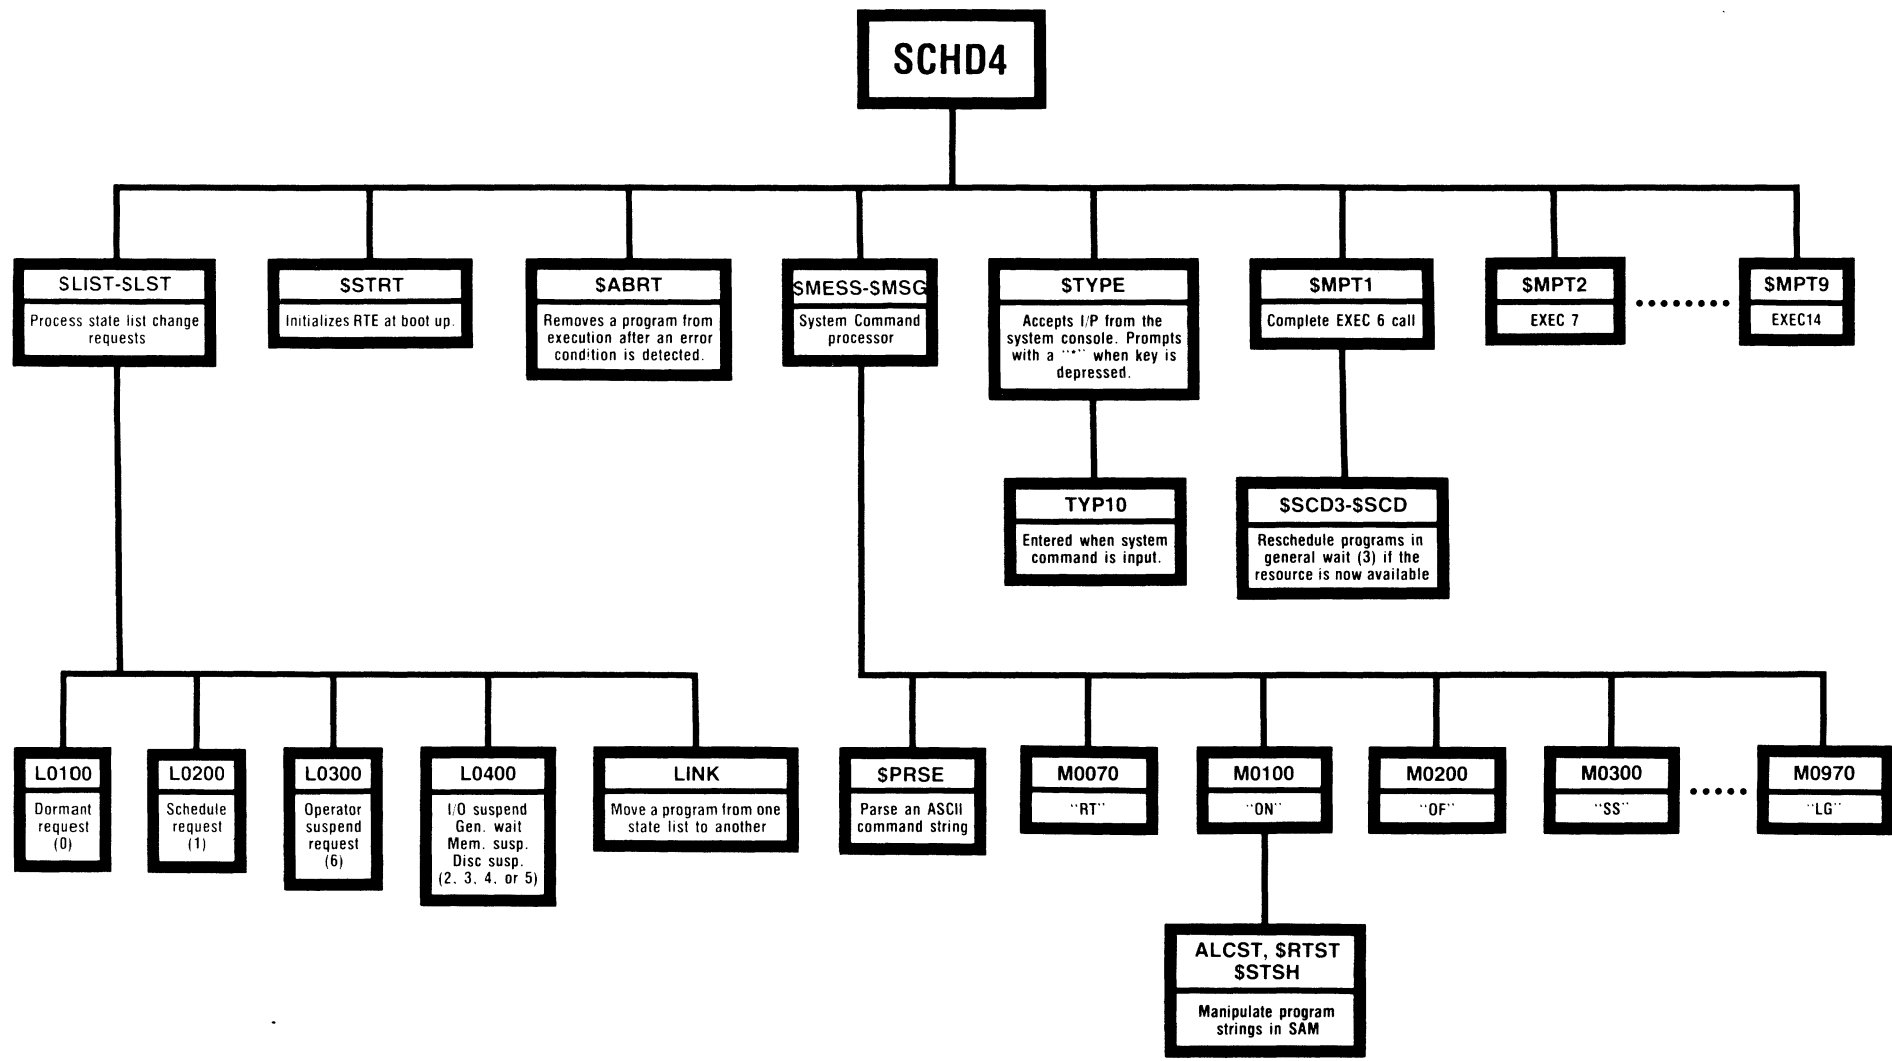 SCHD4
$LIST-$LST
Process state list change
requests
$STRT
Initializes RTE at boot up.
$ABRT
Removes a program from
execution after an error
condition is detected.
$MESS-$MSG
System Command
processor
$TYPE
Accepts I/P from the
system console. Prompts
with a "*" when key is
depressed.
$MPT1
Complete EXEC 6 call
$MPT2
EXEC 7
........
$MPT9
EXEC14
TYP10
Entered when system
command is input.
$SCD3-$SCD
Reschedule programs in
general wait (3) if the
resource is now available
L0100
Dormant
request
(0)
L0200
Schedule
request
(1)
L0300
Operator
suspend
request
(6)
L0400
I/O suspend
Gen. wait
Mem. susp.
Disc susp.
(2, 3, 4, or 5)
LINK
Move a program from one
state list to another
$PRSE
Parse an ASCII
command string
M0070
"RT"
M0100
"ON"
M0200
"OF"
M0300
"SS"
.....
M0970
"LG"
ALCST, $RTST
$STSH
Manipulate program
strings in SAM